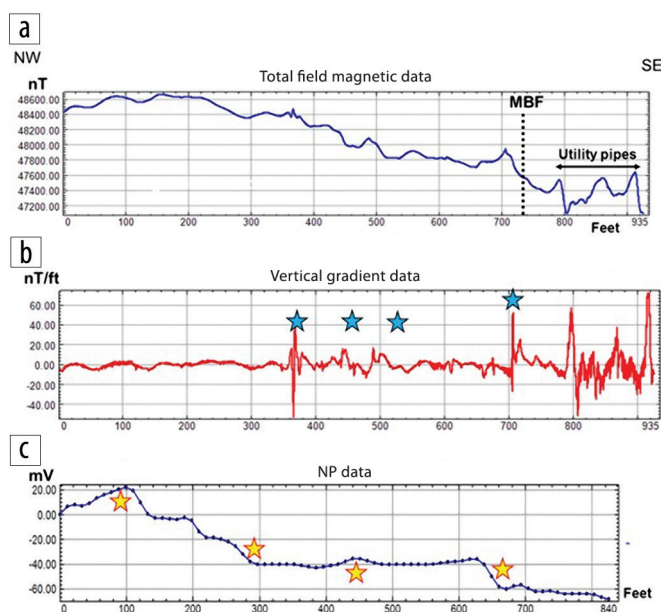 a
NW
SE
nT
Total field magnetic data
MBF
48600.00
48400.00
48200.00
48000.00
47800.00
47600.00
47400.00
47200.00
Utility pipes
Feet
0 100 200 300 400 500 600 700 800 935
b
nT/ft
Vertical gradient data
60.00
40.00
20.00
0.00
-20.00
-40.00
0 100 200 300 400 500 600 700 800 935
c
mV
NP data
20.00
0.00
-20.00
-40.00
-60.00
Feet
0 100 200 300 400 500 600 700 840